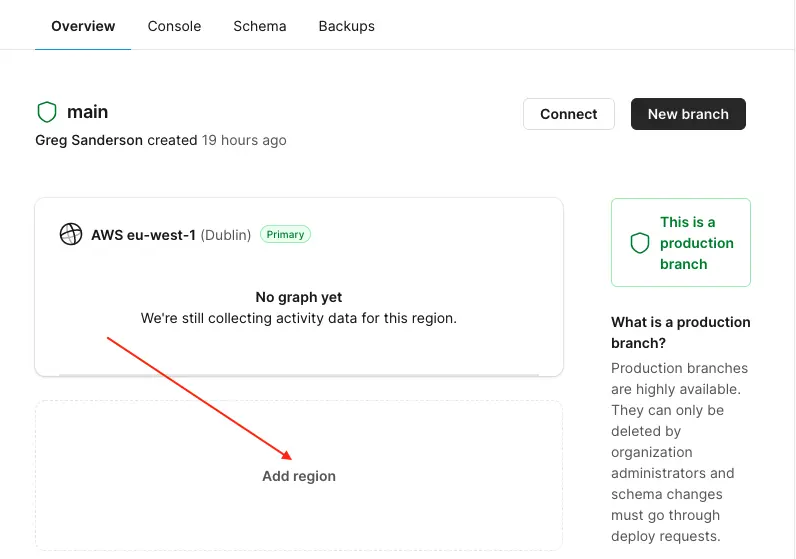 Overview Console Schema Backups
main
Connect New branch
Greg Sanderson created 19 hours ago
AWS eu-west-1 (Dublin) Primary
No graph yet
We're still collecting activity data for this region.
Add region
This is a
production
branch
What is a production
branch?
Production branches
are highly available.
They can only be
deleted by
organization
administrators and
schema changes
must go through
deploy requests.